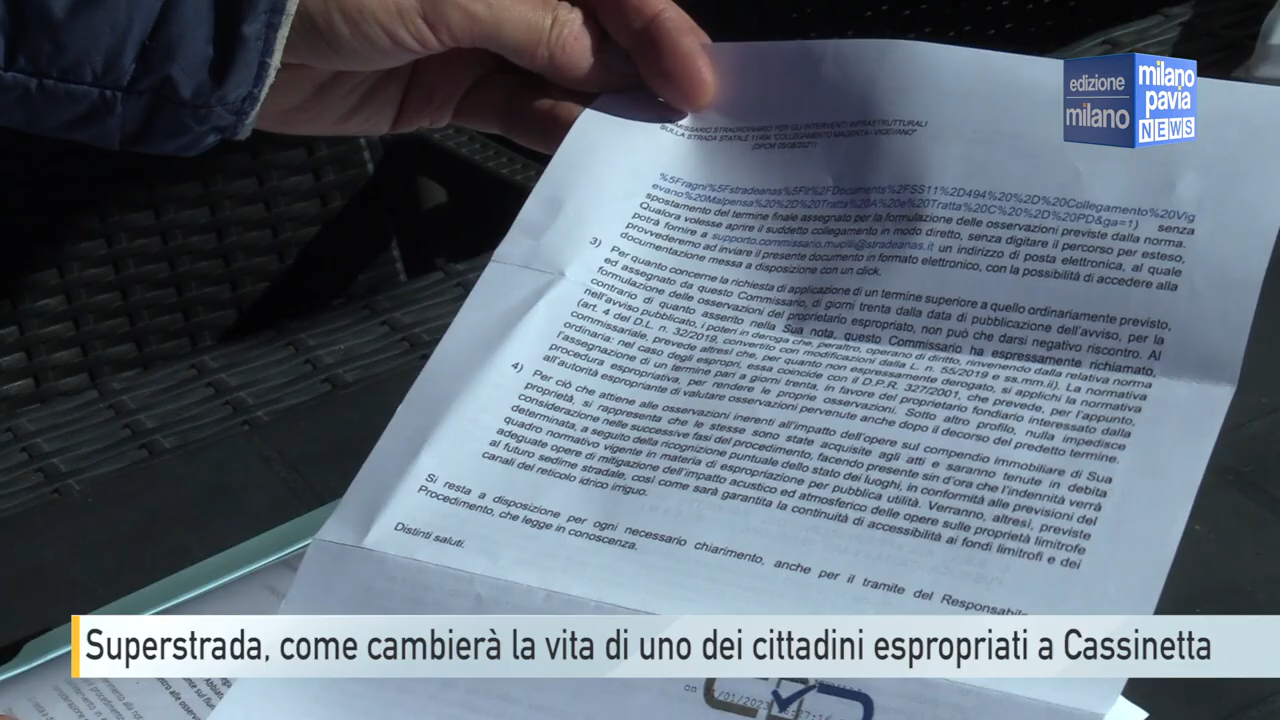 edizione
milano
milano
pavia
NEWS
COMMISSARIO STRAORDINARIO PER GLI INTERVENTI INFRASTRUTTURALI
SULLA STRADA STATALE 11/494 "COLLEGAMENTO MAGENTA - VIGEVANO"
(DPCM 05/08/2021)
%5Fragni%5Fstradeanas%5Fit%2FDocuments%2FSS11%2D494%20%2D%20Collegamento%20Vig
evano%20Malpensa%20%2D%20Tratta%20A%20e%20Tratta%20C%20%2D%20PD&ga=1) senza
spostamento del termine finale assegnato per la formulazione delle osservazioni previste dalla norma.
Qualora volesse aprire il suddetto collegamento in modo diretto, senza digitare il percorso per esteso,
potrà fornire a supporto.commissario.mupilli@stradeanas.it un indirizzo di posta elettronica, al quale
provvederemo ad inviare il presente documento in formato elettronico, con la possibilità di accedere alla
documentazione messa a disposizione con un click.
3) Per quanto concerne la richiesta di applicazione di un termine superiore a quello ordinariamente previsto,
ed assegnato da questo Commissario, di giorni trenta dalla data di pubblicazione dell'avviso, per la
formulazione delle osservazioni del proprietario espropriato, non può che darsi negativo riscontro. Al
contrario di quanto asserito nella Sua nota, questo Commissario ha espressamente richiamato,
nell'avviso pubblicato, i poteri in deroga che, peraltro, operano di diritto, rinvenendo dalla relativa norma
(art. 4 del D.L. n. 32/2019, convertito con modificazioni dalla L. n. 55/2019 e ss.mm.ii). La normativa
commissariale, prevede altresì che, per quanto non espressamente derogato, si applichi la normativa
ordinaria: nel caso degli espropri, essa coincide con il D.P.R. 327/2001, che prevede, per l'appunto,
l'assegnazione di un termine pari a giorni trenta, in favore del proprietario fondiario interessato dalla
procedura espropriativa, per rendere le proprie osservazioni. Sotto altro profilo, nulla impedisce
all'autorità espropriante di valutare osservazioni pervenute anche dopo il decorso del predetto termine.
4) Per ciò che attiene alle osservazioni inerenti all'impatto dell'opere sul compendio immobiliare di Sua
proprietà, si rappresenta che le stesse sono state acquisite agli atti e saranno tenute in debita
considerazione nelle successive fasi del procedimento, facendo presente sin d'ora che l'indennità verrà
determinata, a seguito della ricognizione puntuale dello stato dei luoghi, in conformità alle previsioni del
quadro normativo vigente in materia di espropriazione per pubblica utilità. Verranno, altresì, previste
adeguate opere di mitigazione dell'impatto acustico ed atmosferico delle opere sulle proprietà limitrofe
al futuro sedime stradale, così come sarà garantita la continuità di accessibilità ai fondi limitrofi e dei
canali del reticolo idrico irriguo.
Si resta a disposizione per ogni necessario chiarimento, anche per il tramite del Responsabile
Procedimento, che legge in conoscenza.
Distinti saluti.
Superstrada, come cambierà la vita di uno dei cittadini espropriati a Cassinetta